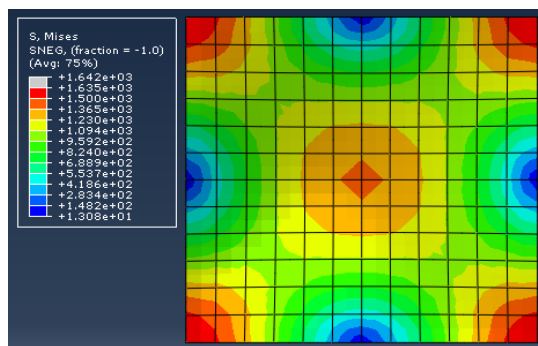 S, Mises
SNEG, (fraction = -1.0)
(Avg: 75%)
+1.642e+03
+1.635e+03
+1.500e+03
+1.365e+03
+1.230e+03
+1.094e+03
+9.592e+02
+8.240e+02
+6.889e+02
+5.537e+02
+4.186e+02
+2.834e+02
+1.482e+02
+1.308e+01